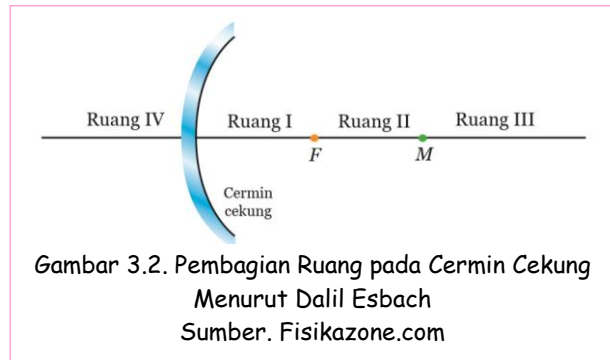 Ruang IV Ruang I Ruang II Ruang III
F M
Cermin
cekung
Gambar 3.2. Pembagian Ruang pada Cermin Cekung
Menurut Dalil Esbach
Sumber. Fisikazone.com